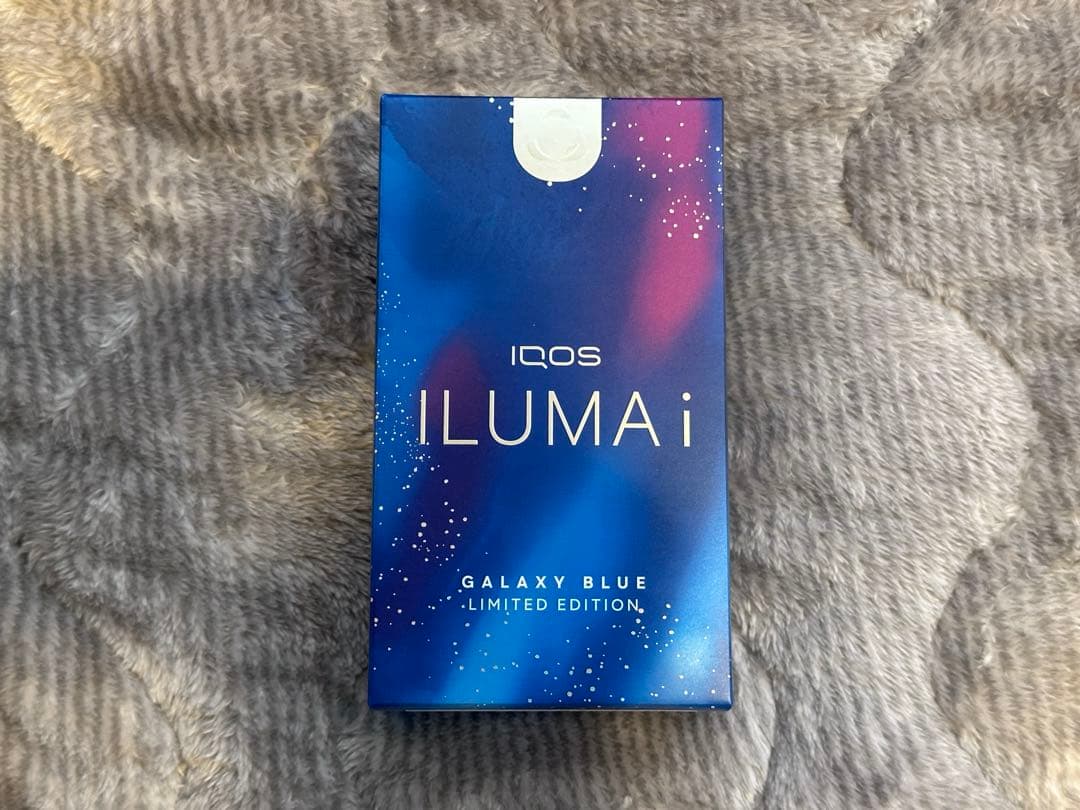 IQOS
ILUMA i
GALAXY BLUE
LIMITED EDITION